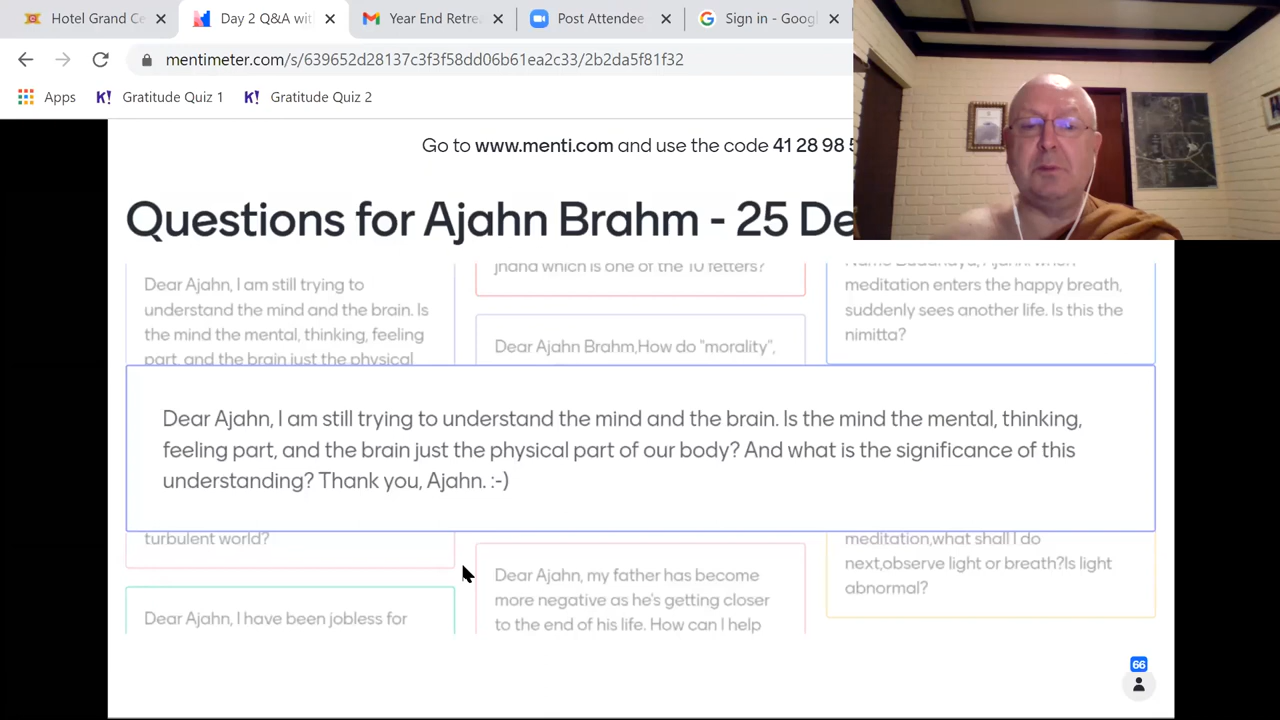 Hotel Grand Ce
Day 2 Q&A wit
Year End Retre
Post Attendee
Sign in - Googl
mentimeter.com/s/639652d28137c3f3f58dd06b61ea2c33/2b2da5f81f32
Apps
Gratitude Quiz 1
Gratitude Quiz 2
Go to www.menti.com and use the code 41 28 98 5
Questions for Ajahn Brahm - 25 De
Dear Ajahn, I am still trying to
understand the mind and the brain. Is
the mind the mental, thinking, feeling
part, and the brain just the physical
jhana which is one of the 10 fetters?
Dear Ajahn Brahm,How do "morality",
meditation enters the happy breath,
suddenly sees another life. Is this the
nimitta?
Dear Ajahn, I am still trying to understand the mind and the brain. Is the mind the mental, thinking,
feeling part, and the brain just the physical part of our body? And what is the significance of this
understanding? Thank you, Ajahn. :-)
turbulent world?
Dear Ajahn, I have been jobless for
Dear Ajahn, my father has become
more negative as he's getting closer
to the end of his life. How can I help
meditation,what shall I do
next,observe light or breath?Is light
abnormal?
66